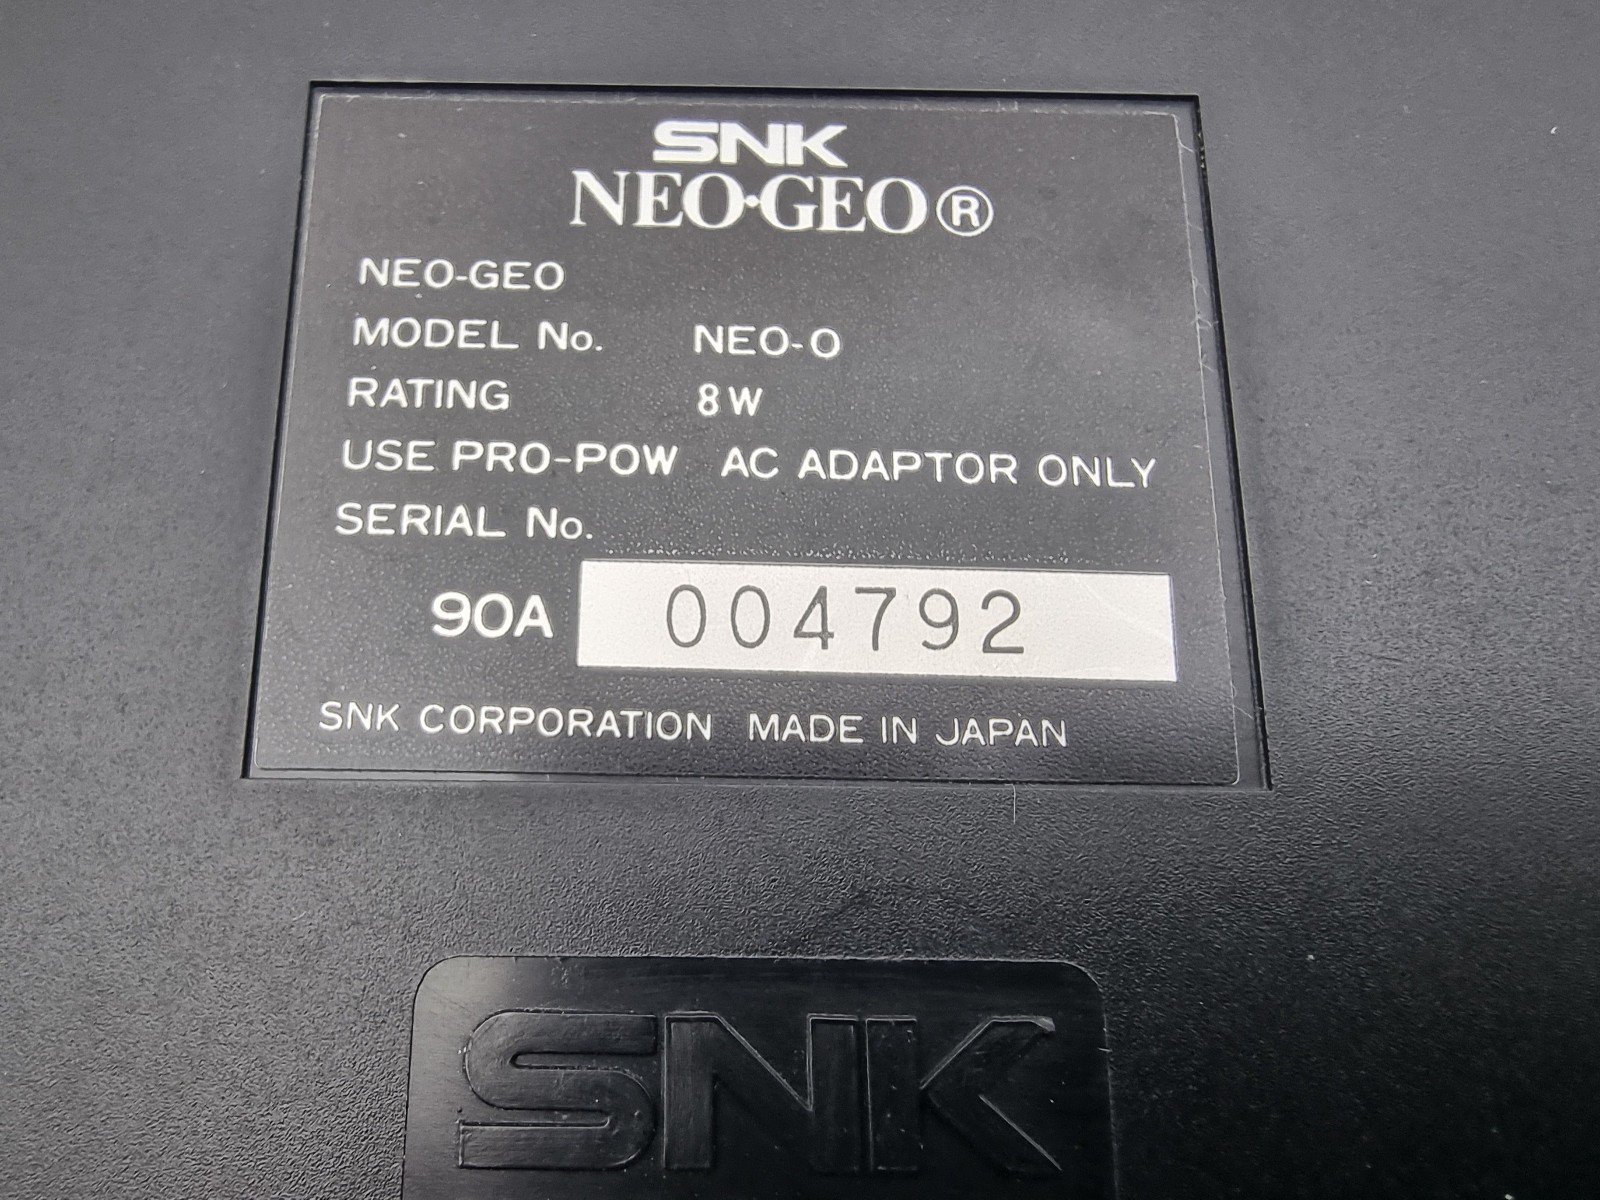 SNK
NEO·GEO®
NEO-GEO
MODEL No. NEO-O
RATING 8W
USE PRO-POW AC ADAPTOR ONLY
SERIAL No.
90A 004792
SNK CORPORATION MADE IN JAPAN
SNK